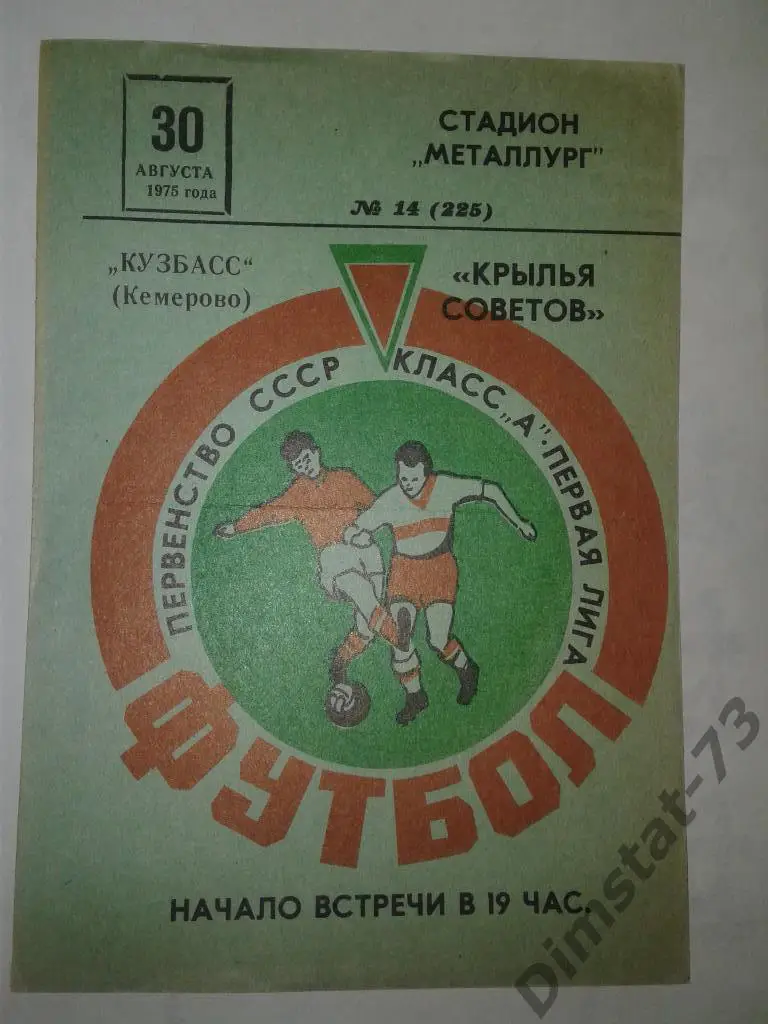 30
АВГУСТА
1975 года
СТАДИОН
„МЕТАЛЛУРГ"
№ 14 (225)
„КУЗБАСС"
(Кемерово)
«КРЫЛЬЯ
СОВЕТОВ»
ПЕРВЕНСТВО СССР КЛАСС „А"·ПЕРВАЯ ЛИГА
ФУТБОЛ
НАЧАЛО ВСТРЕЧИ В 19 ЧАС.
Dimstat-73